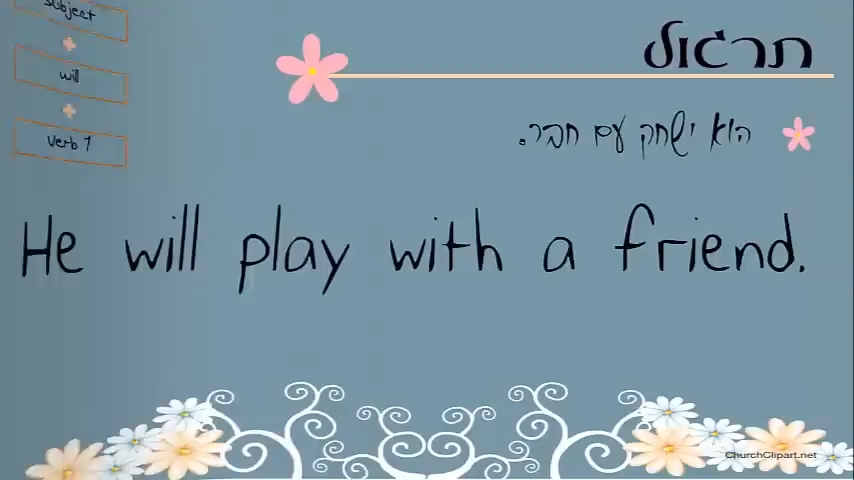 subject
+
will
+
Verb 1
תרגול
הוא ישחק עם חבר.
He will play with a friend.
ChurchClipart.net